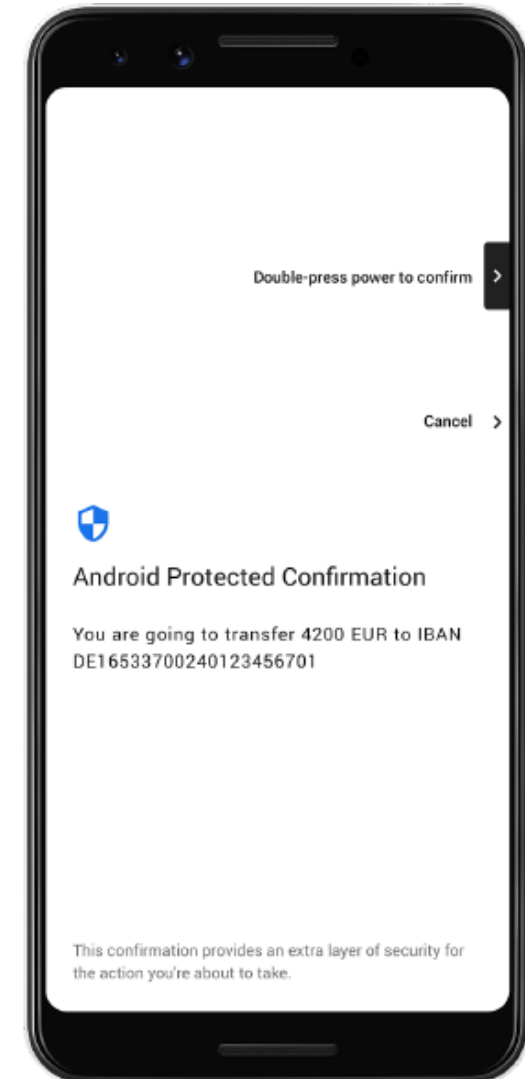 Double-press power to confirm
Cancel
Android Protected Confirmation
You are going to transfer 4200 EUR to IBAN
DE16533700240123456701
This confirmation provides an extra layer of security for
the action you're about to take.